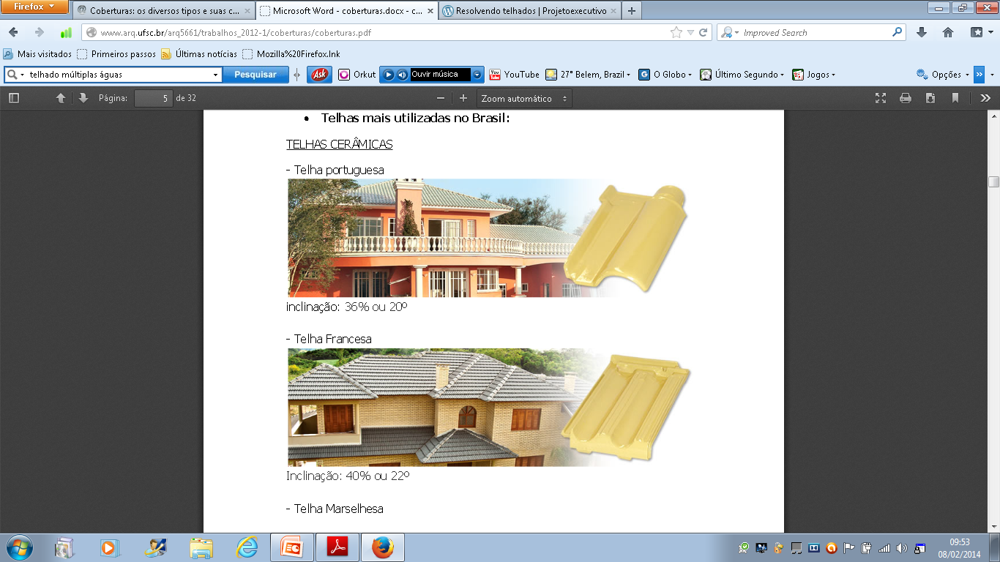 Firefox
Coberturas: os diversos tipos e suas c...
Microsoft Word - coberturas.docx - c...
Resolvendo telhados | Projetoexecutivo
www.arq.ufsc.br/arq5661/trabalhos_2012-1/coberturas/coberturas.pdf
Improved Search
Mais visitados
Primeiros passos
Últimas notícias
Mozilla%20Firefox.lnk
telhado múltiplas águas
Pesquisar
Ask
Orkut
Ouvir música
YouTube
27° Belem, Brazil
O Globo
Último Segundo
Jogos
Opções
Página:
5
de 32
Zoom automático
• Telhas mais utilizadas no Brasil:
TELHAS CERÂMICAS
- Telha portuguesa
inclinação: 36% ou 20º
- Telha Francesa
Inclinação: 40% ou 22º
- Telha Marselhesa
09:53
08/02/2014